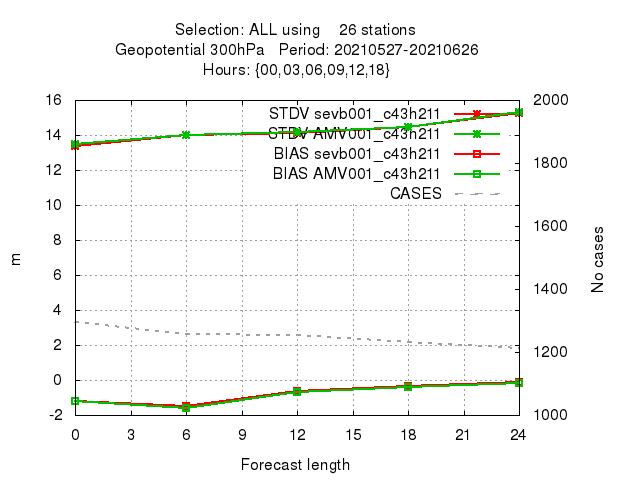 Selection: ALL using    26 stations
Geopotential 300hPa   Period: 20210527-20210626
Hours: {00,03,06,09,12,18}
16
14
12
10
8
6
4
2
0
-2
m
STDV sevb001_c43h211
STDV AMV001_c43h211
BIAS sevb001_c43h211
BIAS AMV001_c43h211
CASES
2000
1800
1600
1400
1200
1000
No cases
0 3 6 9 12 15 18 21 24
Forecast length